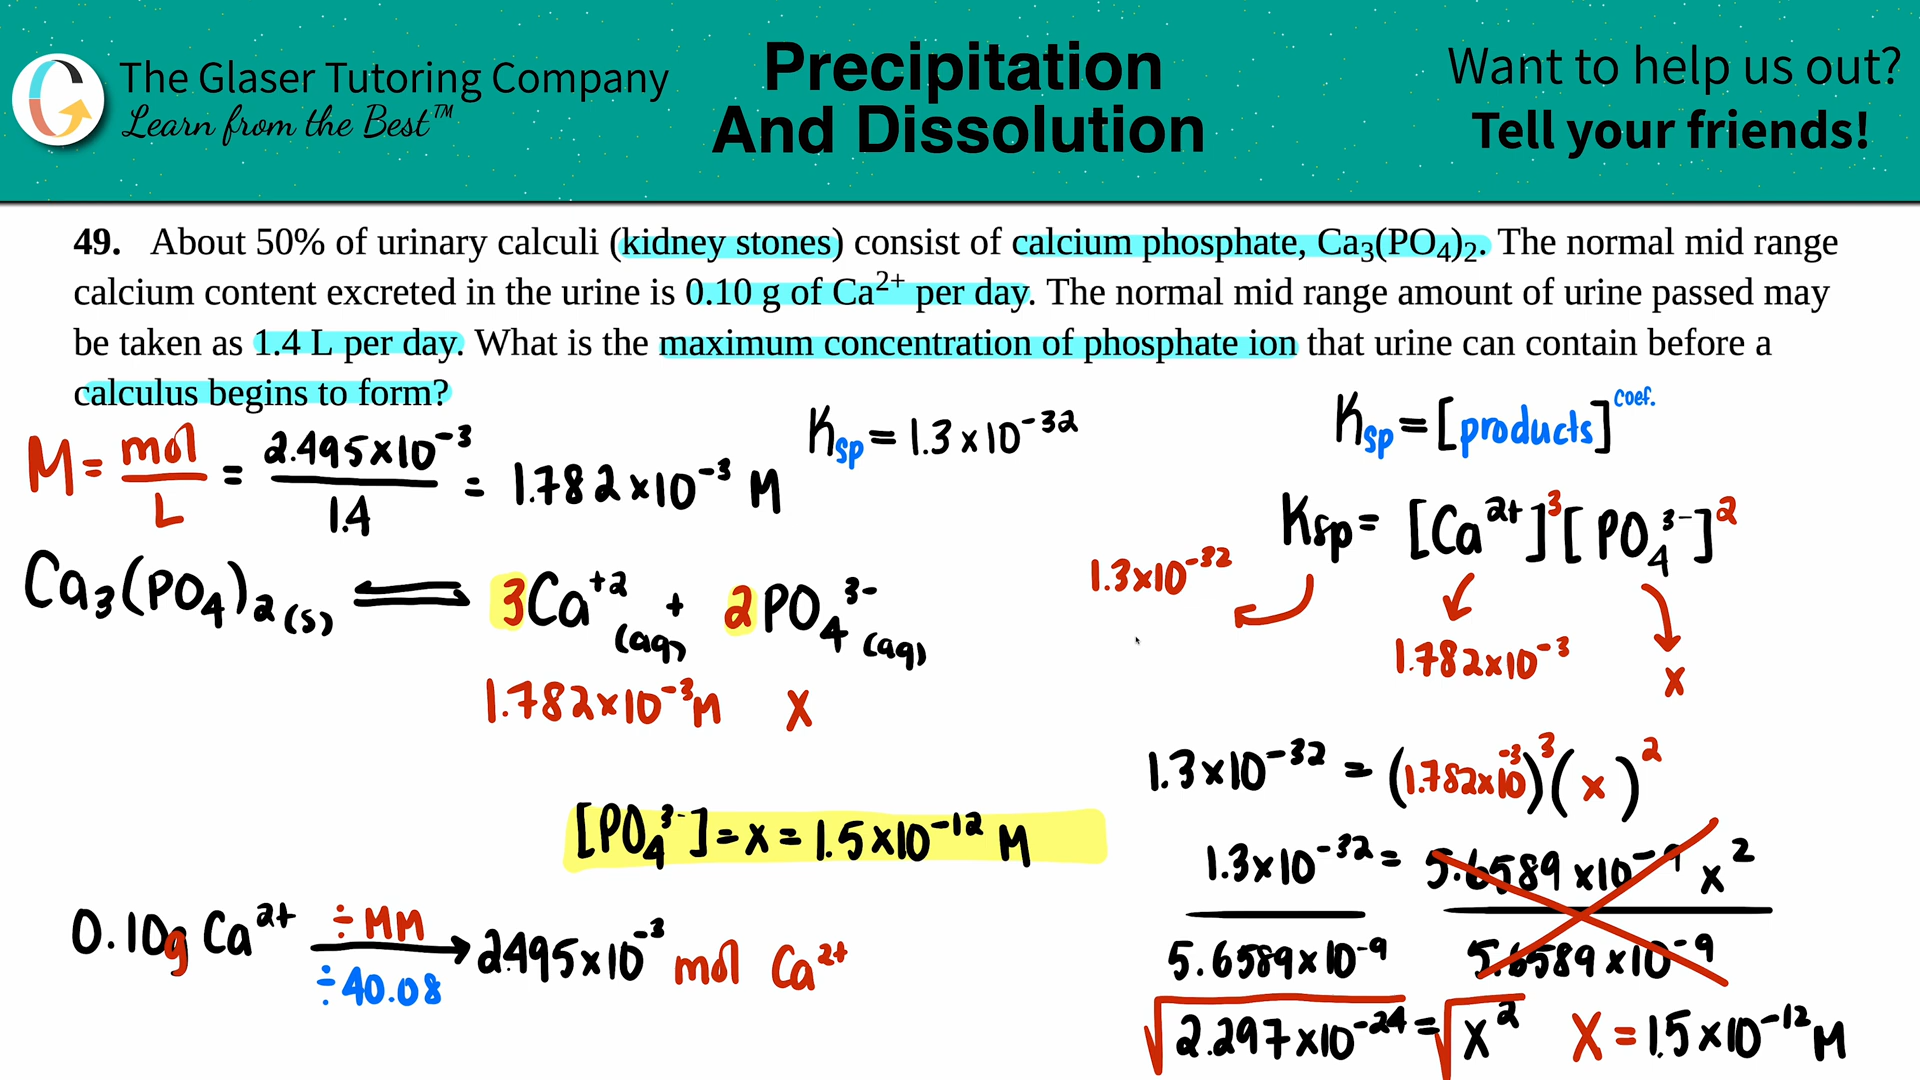 The Glaser Tutoring Company
Learn from the Best™
Precipitation
And Dissolution
Want to help us out?
Tell your friends!
49. About 50% of urinary calculi (kidney stones) consist of calcium phosphate, Ca₃(PO₄)₂. The normal mid range
calcium content excreted in the urine is 0.10 g of Ca²⁺ per day. The normal mid range amount of urine passed may
be taken as 1.4 L per day. What is the maximum concentration of phosphate ion that urine can contain before a
calculus begins to form?
M = mol/L = 2.495x10⁻³/1.4 = 1.782x10⁻³ M
Ksp = 1.3x10⁻³²
Ksp = [products]^coef.
Ksp = [Ca²⁺]³[PO₄³⁻]²
1.3x10⁻³²
1.782x10⁻³
x
Ca₃(PO₄)₂(s) ⇌ 3Ca⁺²(aq) + 2PO₄³⁻(aq)
1.782x10⁻³M x
1.3x10⁻³² = (1.782x10⁻³)³(x)²
[PO₄³⁻] = x = 1.5x10⁻¹² M
1.3x10⁻³² = 5.6589x10⁻⁹ x²
5.6589x10⁻⁹ 5.6589x10⁻⁹
0.10g Ca²⁺ ÷MM ÷40.08 → 2.495x10⁻³ mol Ca²⁺
√2.297x10⁻²⁴ = √x² x = 1.5x10⁻¹² M